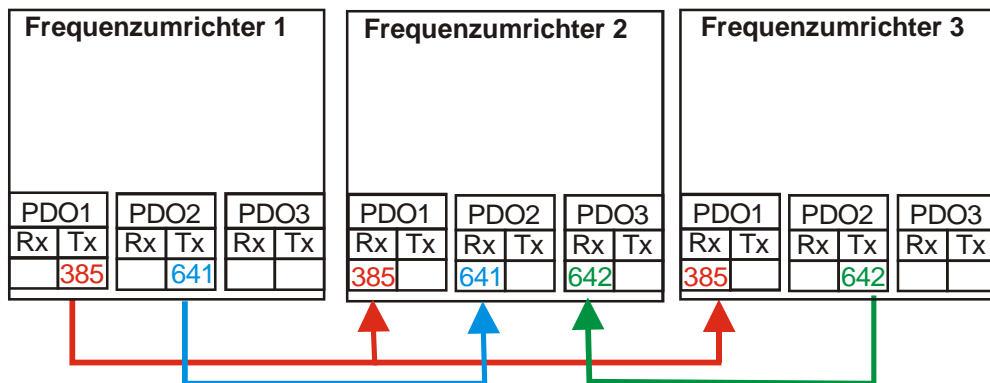 Frequenzumrichter 1 Frequenzumrichter 2 Frequenzumrichter 3
PDO1 PDO2 PDO3 PDO1 PDO2 PDO3 PDO1 PDO2 PDO3
Rx Tx Rx Tx Rx Tx Rx Tx Rx Tx Rx Tx Rx Tx Rx Tx Rx Tx
385 641 385 641 642 385 642